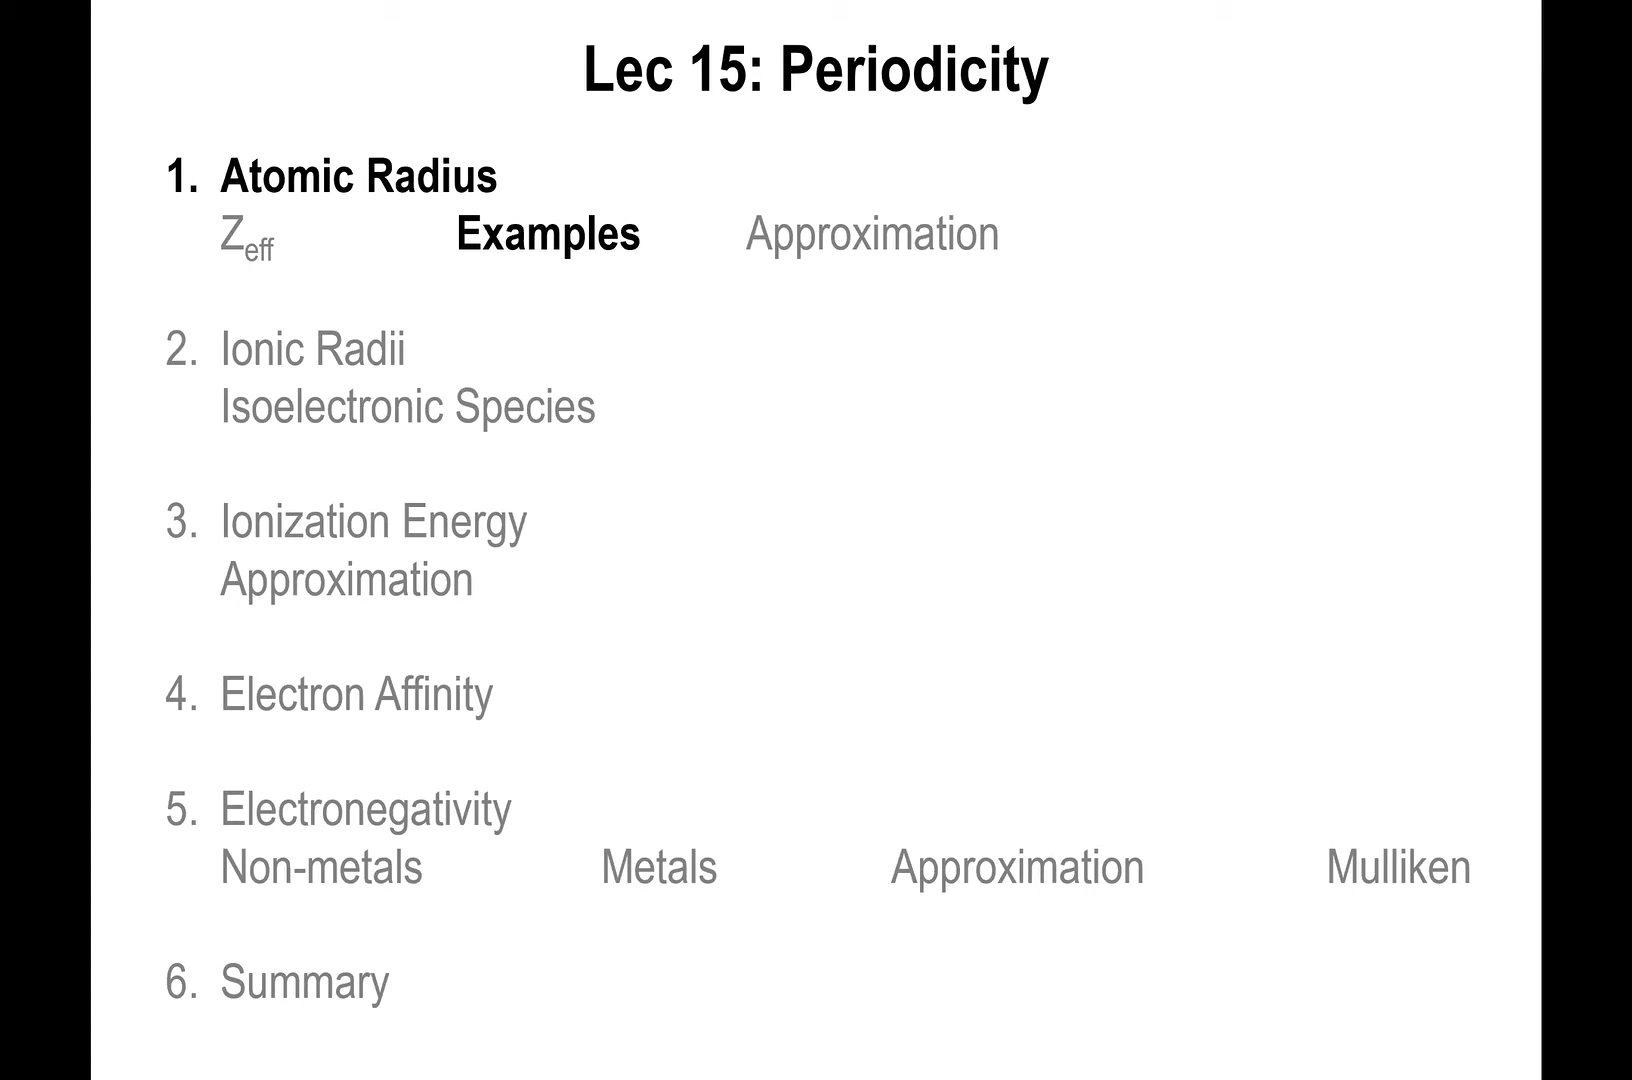 Lec 15: Periodicity
1. Atomic Radius
Zeff Examples Approximation
2. Ionic Radii
Isoelectronic Species
3. Ionization Energy
Approximation
4. Electron Affinity
5. Electronegativity
Non-metals Metals Approximation Mulliken
6. Summary